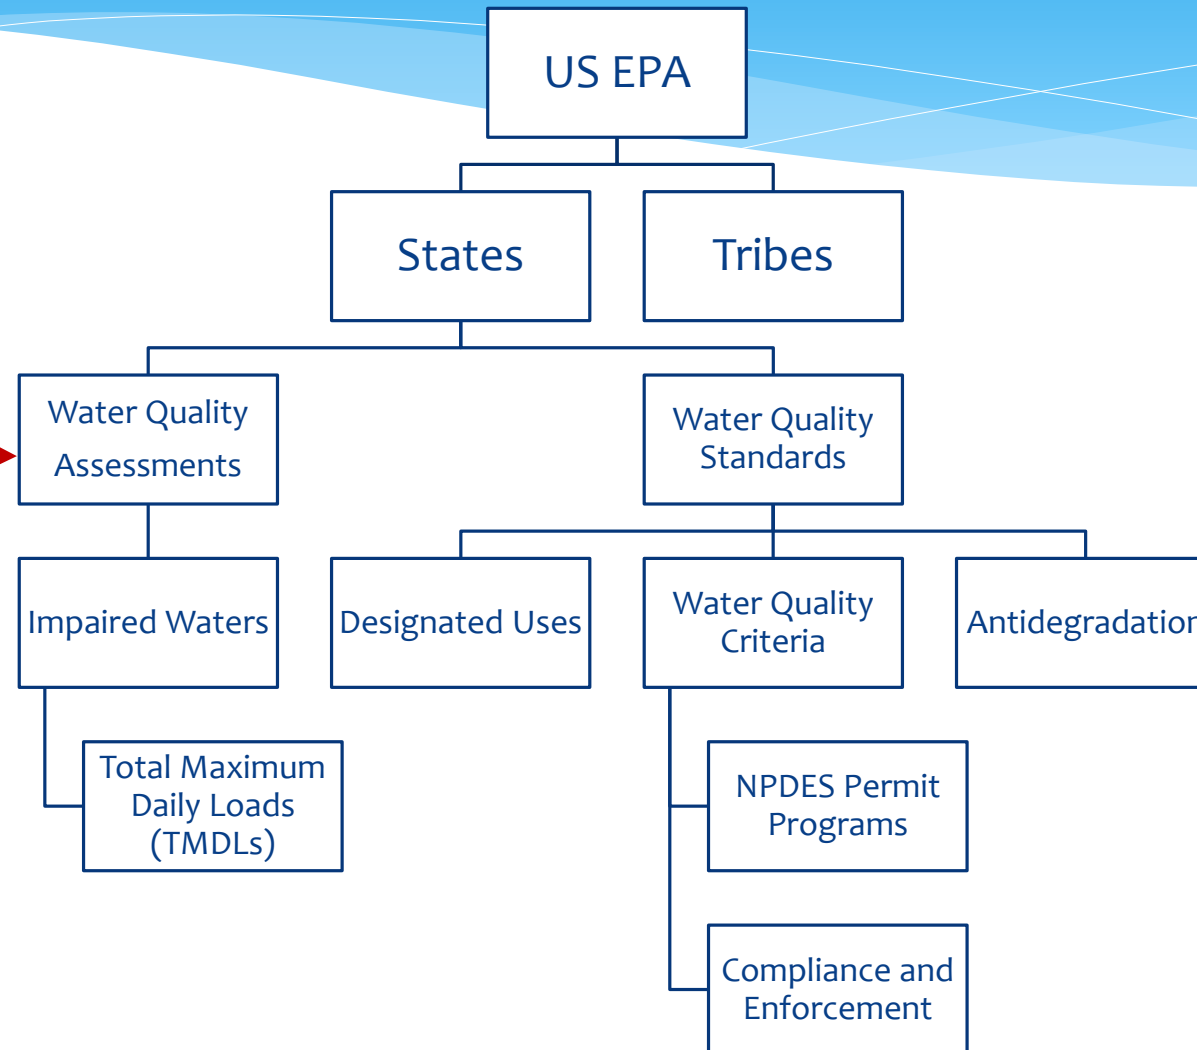 US EPA
States
Tribes
Water Quality
Assessments
Water Quality
Standards
Impaired Waters
Designated Uses
Water Quality
Criteria
Antidegradation
Total Maximum
Daily Loads
(TMDLs)
NPDES Permit
Programs
Compliance and
Enforcement